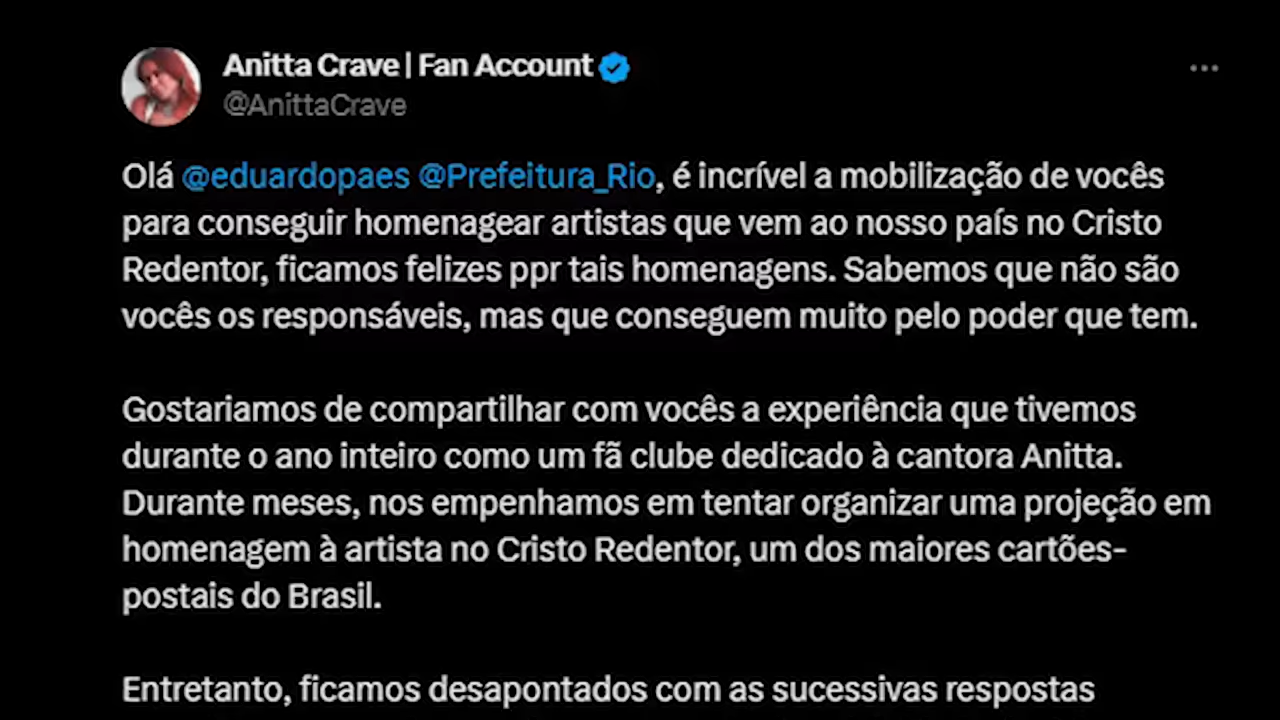 Anitta Crave | Fan Account
@AnittaCrave
Olá @eduardopaes @Prefeitura_Rio, é incrível a mobilização de vocês
para conseguir homenagear artistas que vem ao nosso país no Cristo
Redentor, ficamos felizes ppr tais homenagens. Sabemos que não são
vocês os responsáveis, mas que conseguem muito pelo poder que tem.
Gostariamos de compartilhar com vocês a experiência que tivemos
durante o ano inteiro como um fã clube dedicado à cantora Anitta.
Durante meses, nos empenhamos em tentar organizar uma projeção em
homenagem à artista no Cristo Redentor, um dos maiores cartões-
postais do Brasil.
Entretanto, ficamos desapontados com as sucessivas respostas